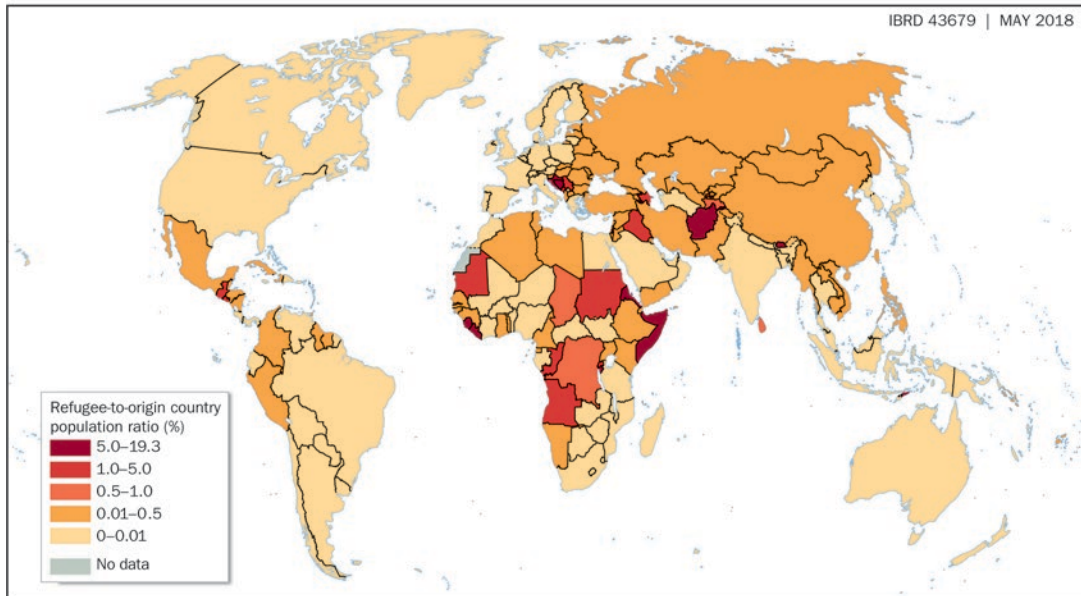 IBRD 43679 | MAY 2018
Refugee-to-origin country
population ratio (%)
5.0–19.3
1.0–5.0
0.5–1.0
0.01–0.5
0–0.01
No data